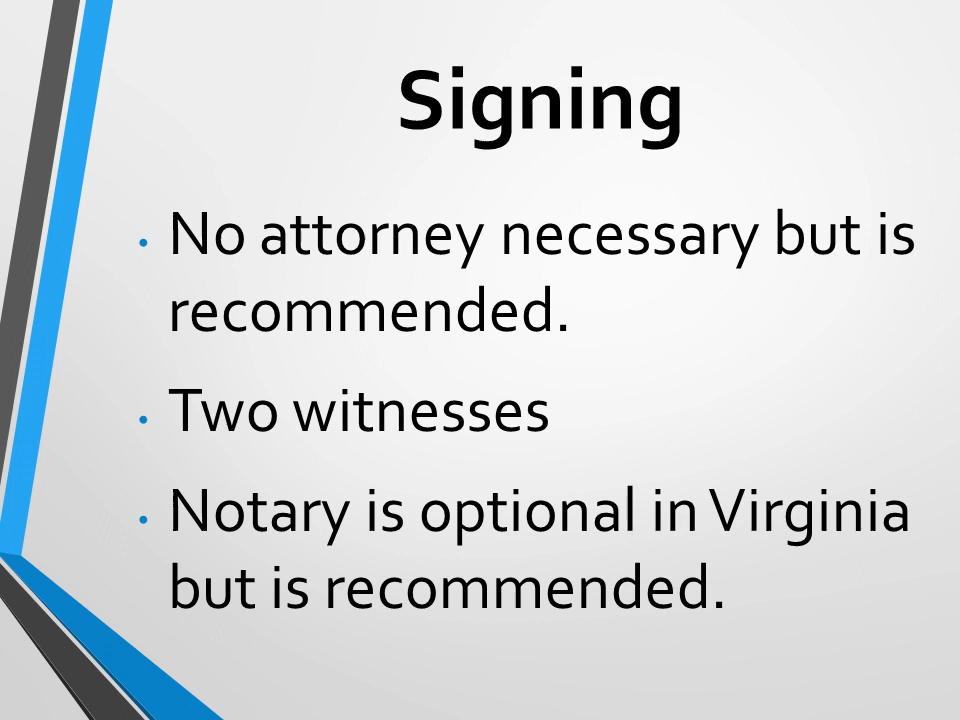 Signing
• No attorney necessary but is
recommended.
• Two witnesses
• Notary is optional in Virginia
but is recommended.